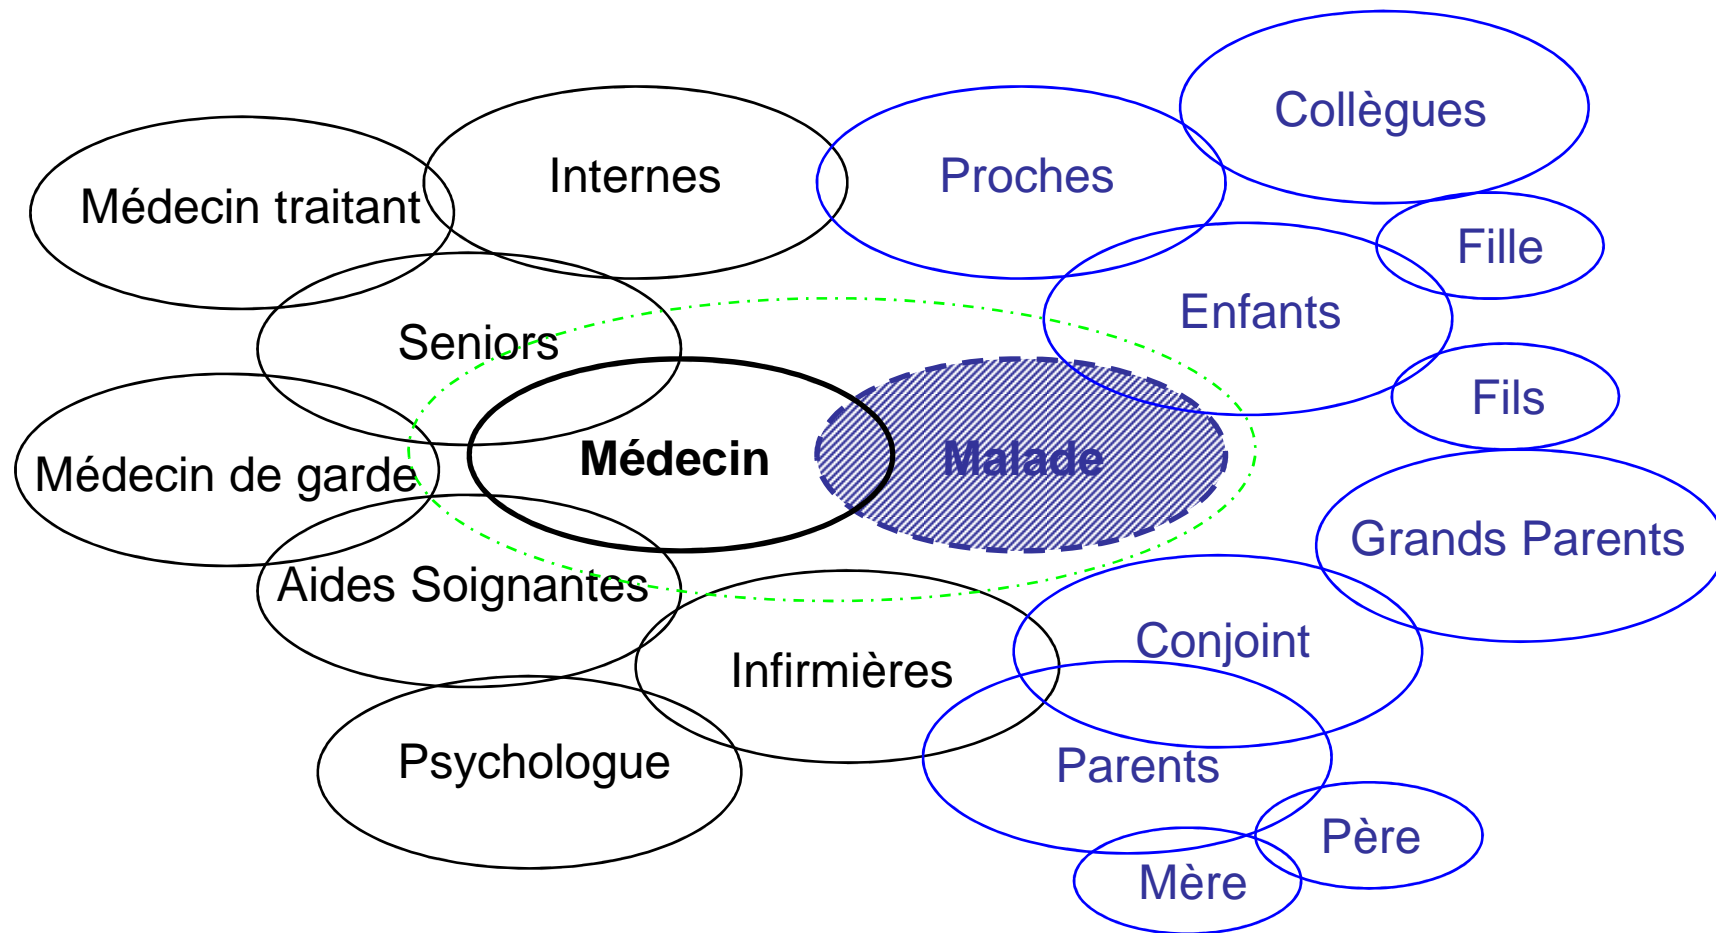 Collègues
Internes
Proches
Médecin traitant
Fille
Enfants
Seniors
Fils
Médecin
Malade
Médecin de garde
Grands Parents
Aides Soignantes
Conjoint
Infirmières
Psychologue
Parents
Père
Mère